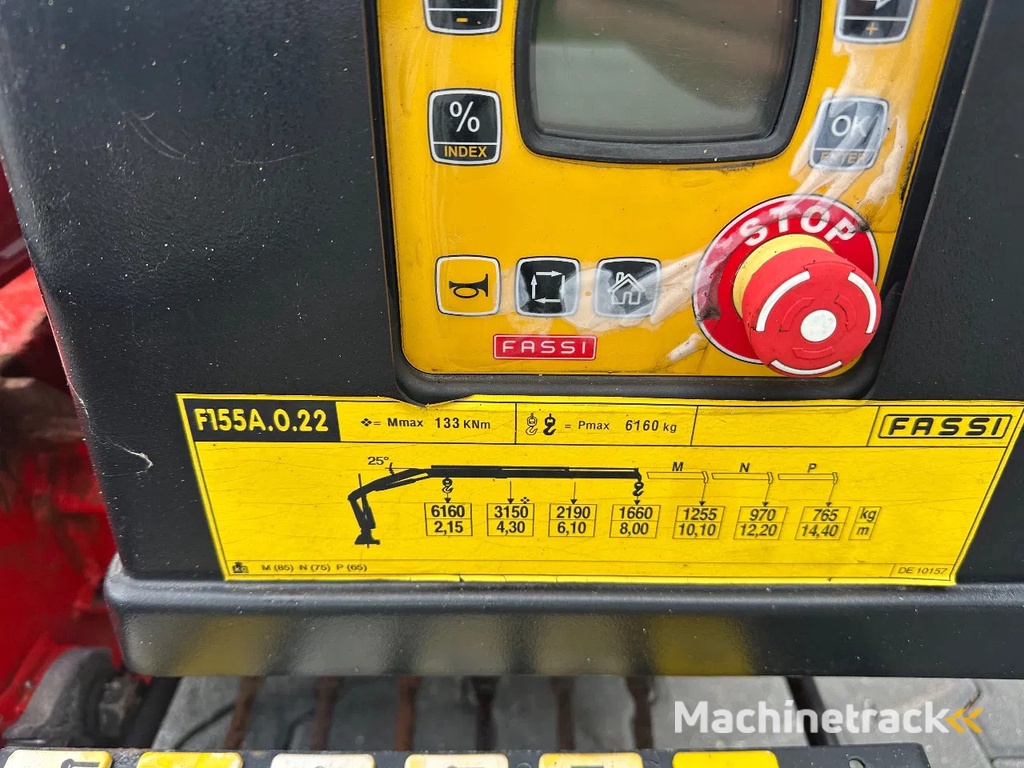 -
+
%
INDEX
OK
ENTER
STOP
FASSI
F155A.0.22 = Mmax 133 KNm = Pmax 6160 kg FASSI
25° M N P
6160 3150 2190 1660 1255 970 765 kg
2,15 4,30 6,10 8,00 10,10 12,20 14,40 m
KG M (85) N (75) P (65) DE 10157
Machinetrack